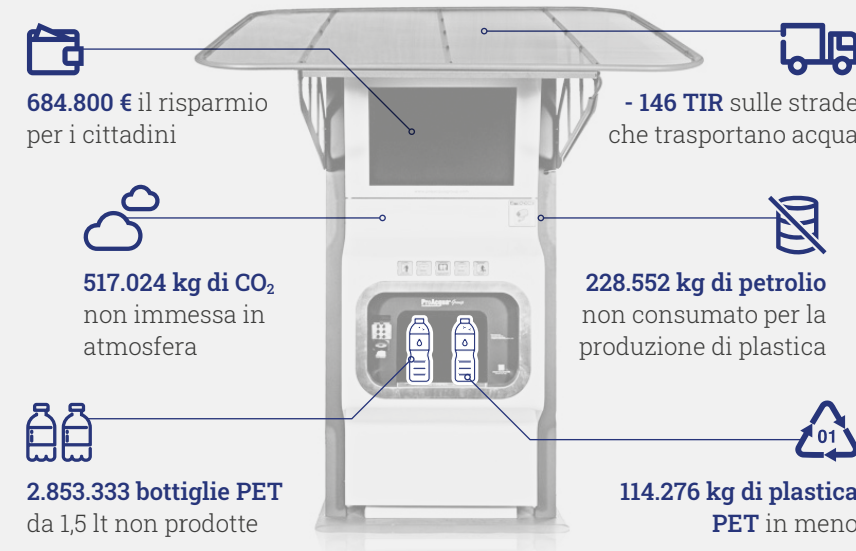 684.800 € il risparmio
per i cittadini
- 146 TIR sulle strade
che trasportano acqua
517.024 kg di CO₂
non immessa in
atmosfera
228.552 kg di petrolio
non consumato per la
produzione di plastica
ProAcqua Group
2.853.333 bottiglie PET
da 1,5 lt non prodotte
01
114.276 kg di plastica
PET in meno